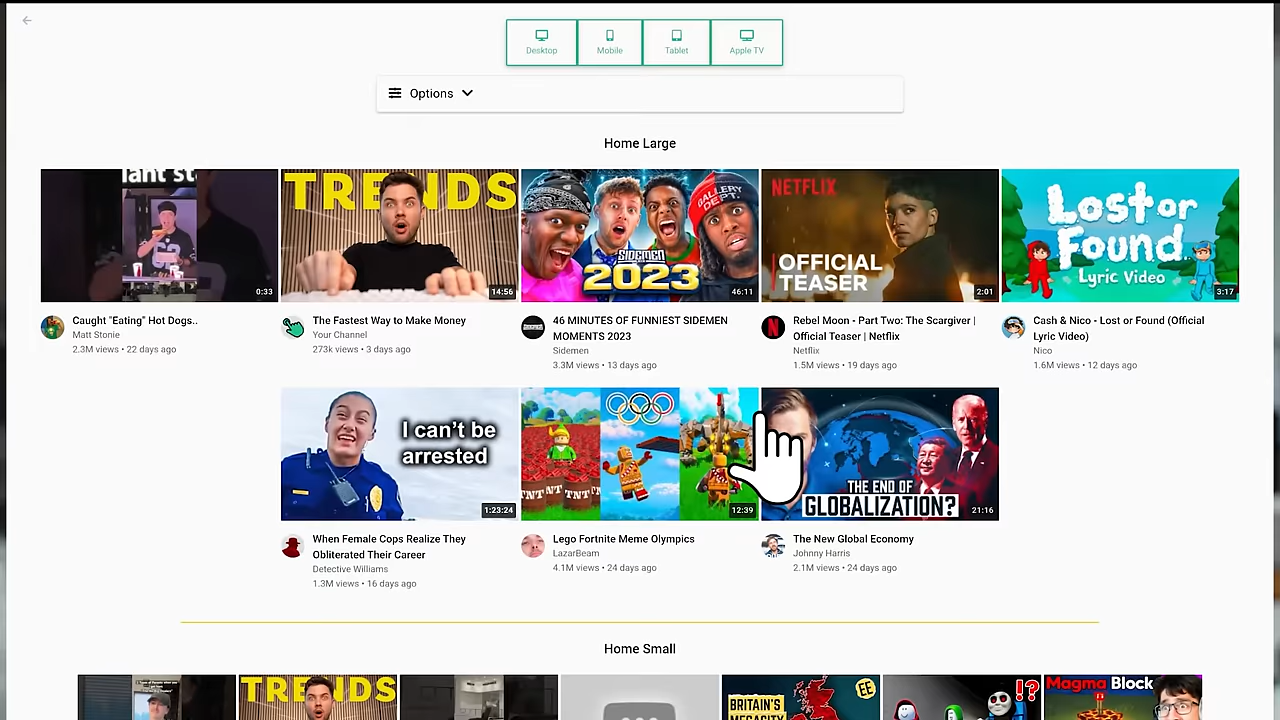 Desktop
Mobile
Tablet
Apple TV
Options
Home Large
lant st
0:33
TRENDS
14:56
GALLERY
DEPT.
SIDEMEN
2023
46:11
NETFLIX
OFFICIAL
TEASER
2:01
Lost or
Found
Lyric Video
3:17
Caught "Eating" Hot Dogs..
Matt Stonie
2.3M views • 22 days ago
The Fastest Way to Make Money
Your Channel
273k views • 3 days ago
46 MINUTES OF FUNNIEST SIDEMEN
MOMENTS 2023
Sidemen
3.3M views • 13 days ago
Rebel Moon - Part Two: The Scargiver |
Official Teaser | Netflix
Netflix
1.5M views • 19 days ago
Cash & Nico - Lost or Found (Official
Lyric Video)
Nico
1.6M views • 12 days ago
I can't be
arrested
1:23:24
TNT TNT TNT
12:39
THE END OF
GLOBALIZATION?
21:16
When Female Cops Realize They
Obliterated Their Career
Detective Williams
1.3M views • 16 days ago
Lego Fortnite Meme Olympics
LazarBeam
4.1M views • 24 days ago
The New Global Economy
Johnny Harris
2.1M views • 24 days ago
Home Small
TRENDS
BRITAIN'S
MEGACITY
EE
!?
Magma Block